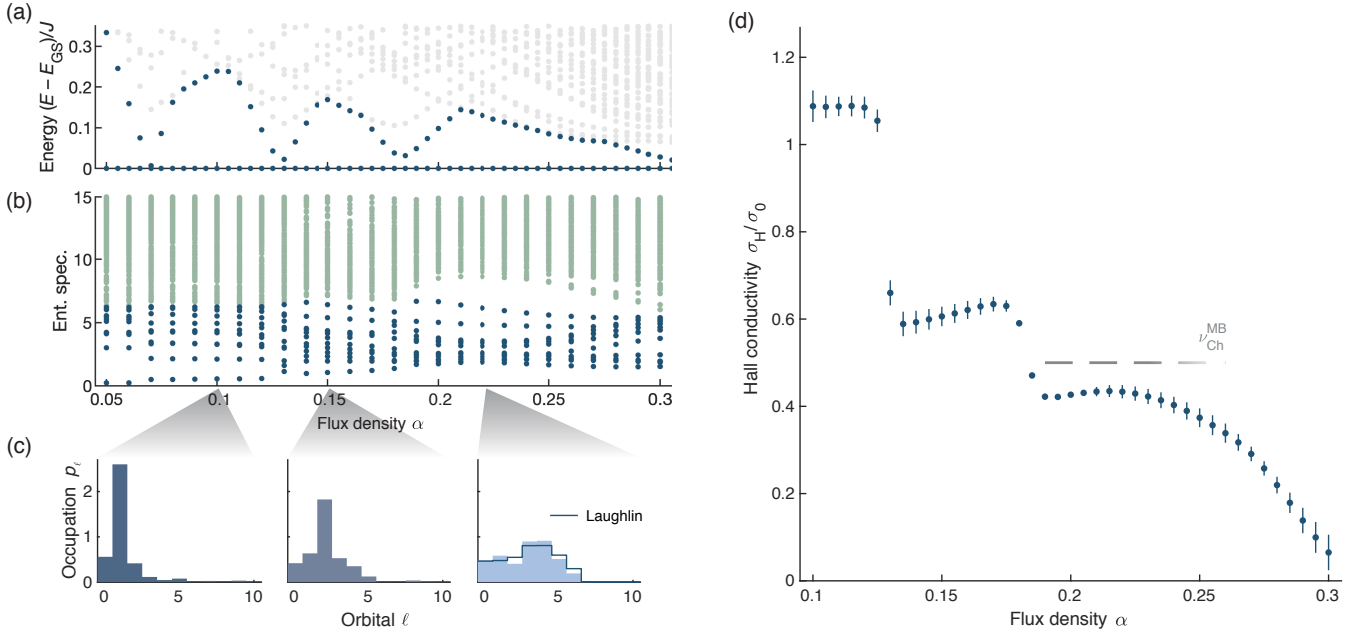 (a)
Energy (E − E_GS)/J
0.3
0.2
0.1
0
(b)
Ent. spec.
15
10
5
0
0.05
0.1
0.15
0.2
0.25
0.3
Flux density α
(c)
Occupation p_ℓ
2
1
0
Laughlin
0
5
10
0
5
10
0
5
10
Orbital ℓ
(d)
Hall conductivity σ_H/σ_0
1.2
1
0.8
0.6
0.4
0.2
0
ν_Ch^MB
0.1
0.15
0.2
0.25
0.3
Flux density α